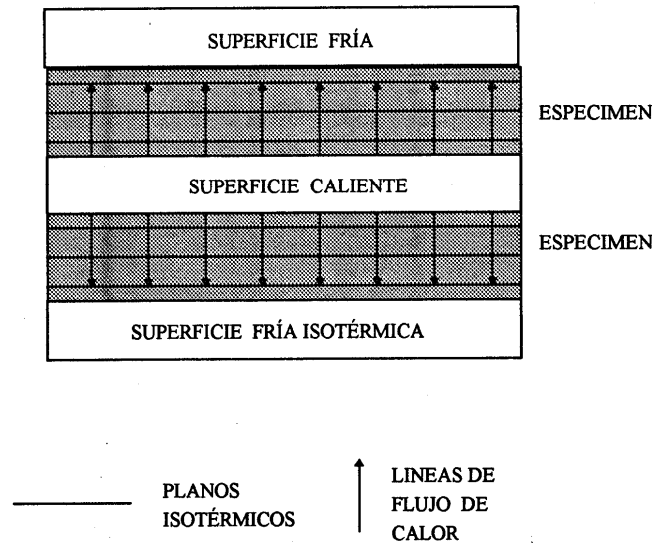 SUPERFICIE FRÍA
ESPECIMEN
SUPERFICIE CALIENTE
ESPECIMEN
SUPERFICIE FRÍA ISOTÉRMICA
PLANOS
ISOTÉRMICOS
LINEAS DE
FLUJO DE
CALOR